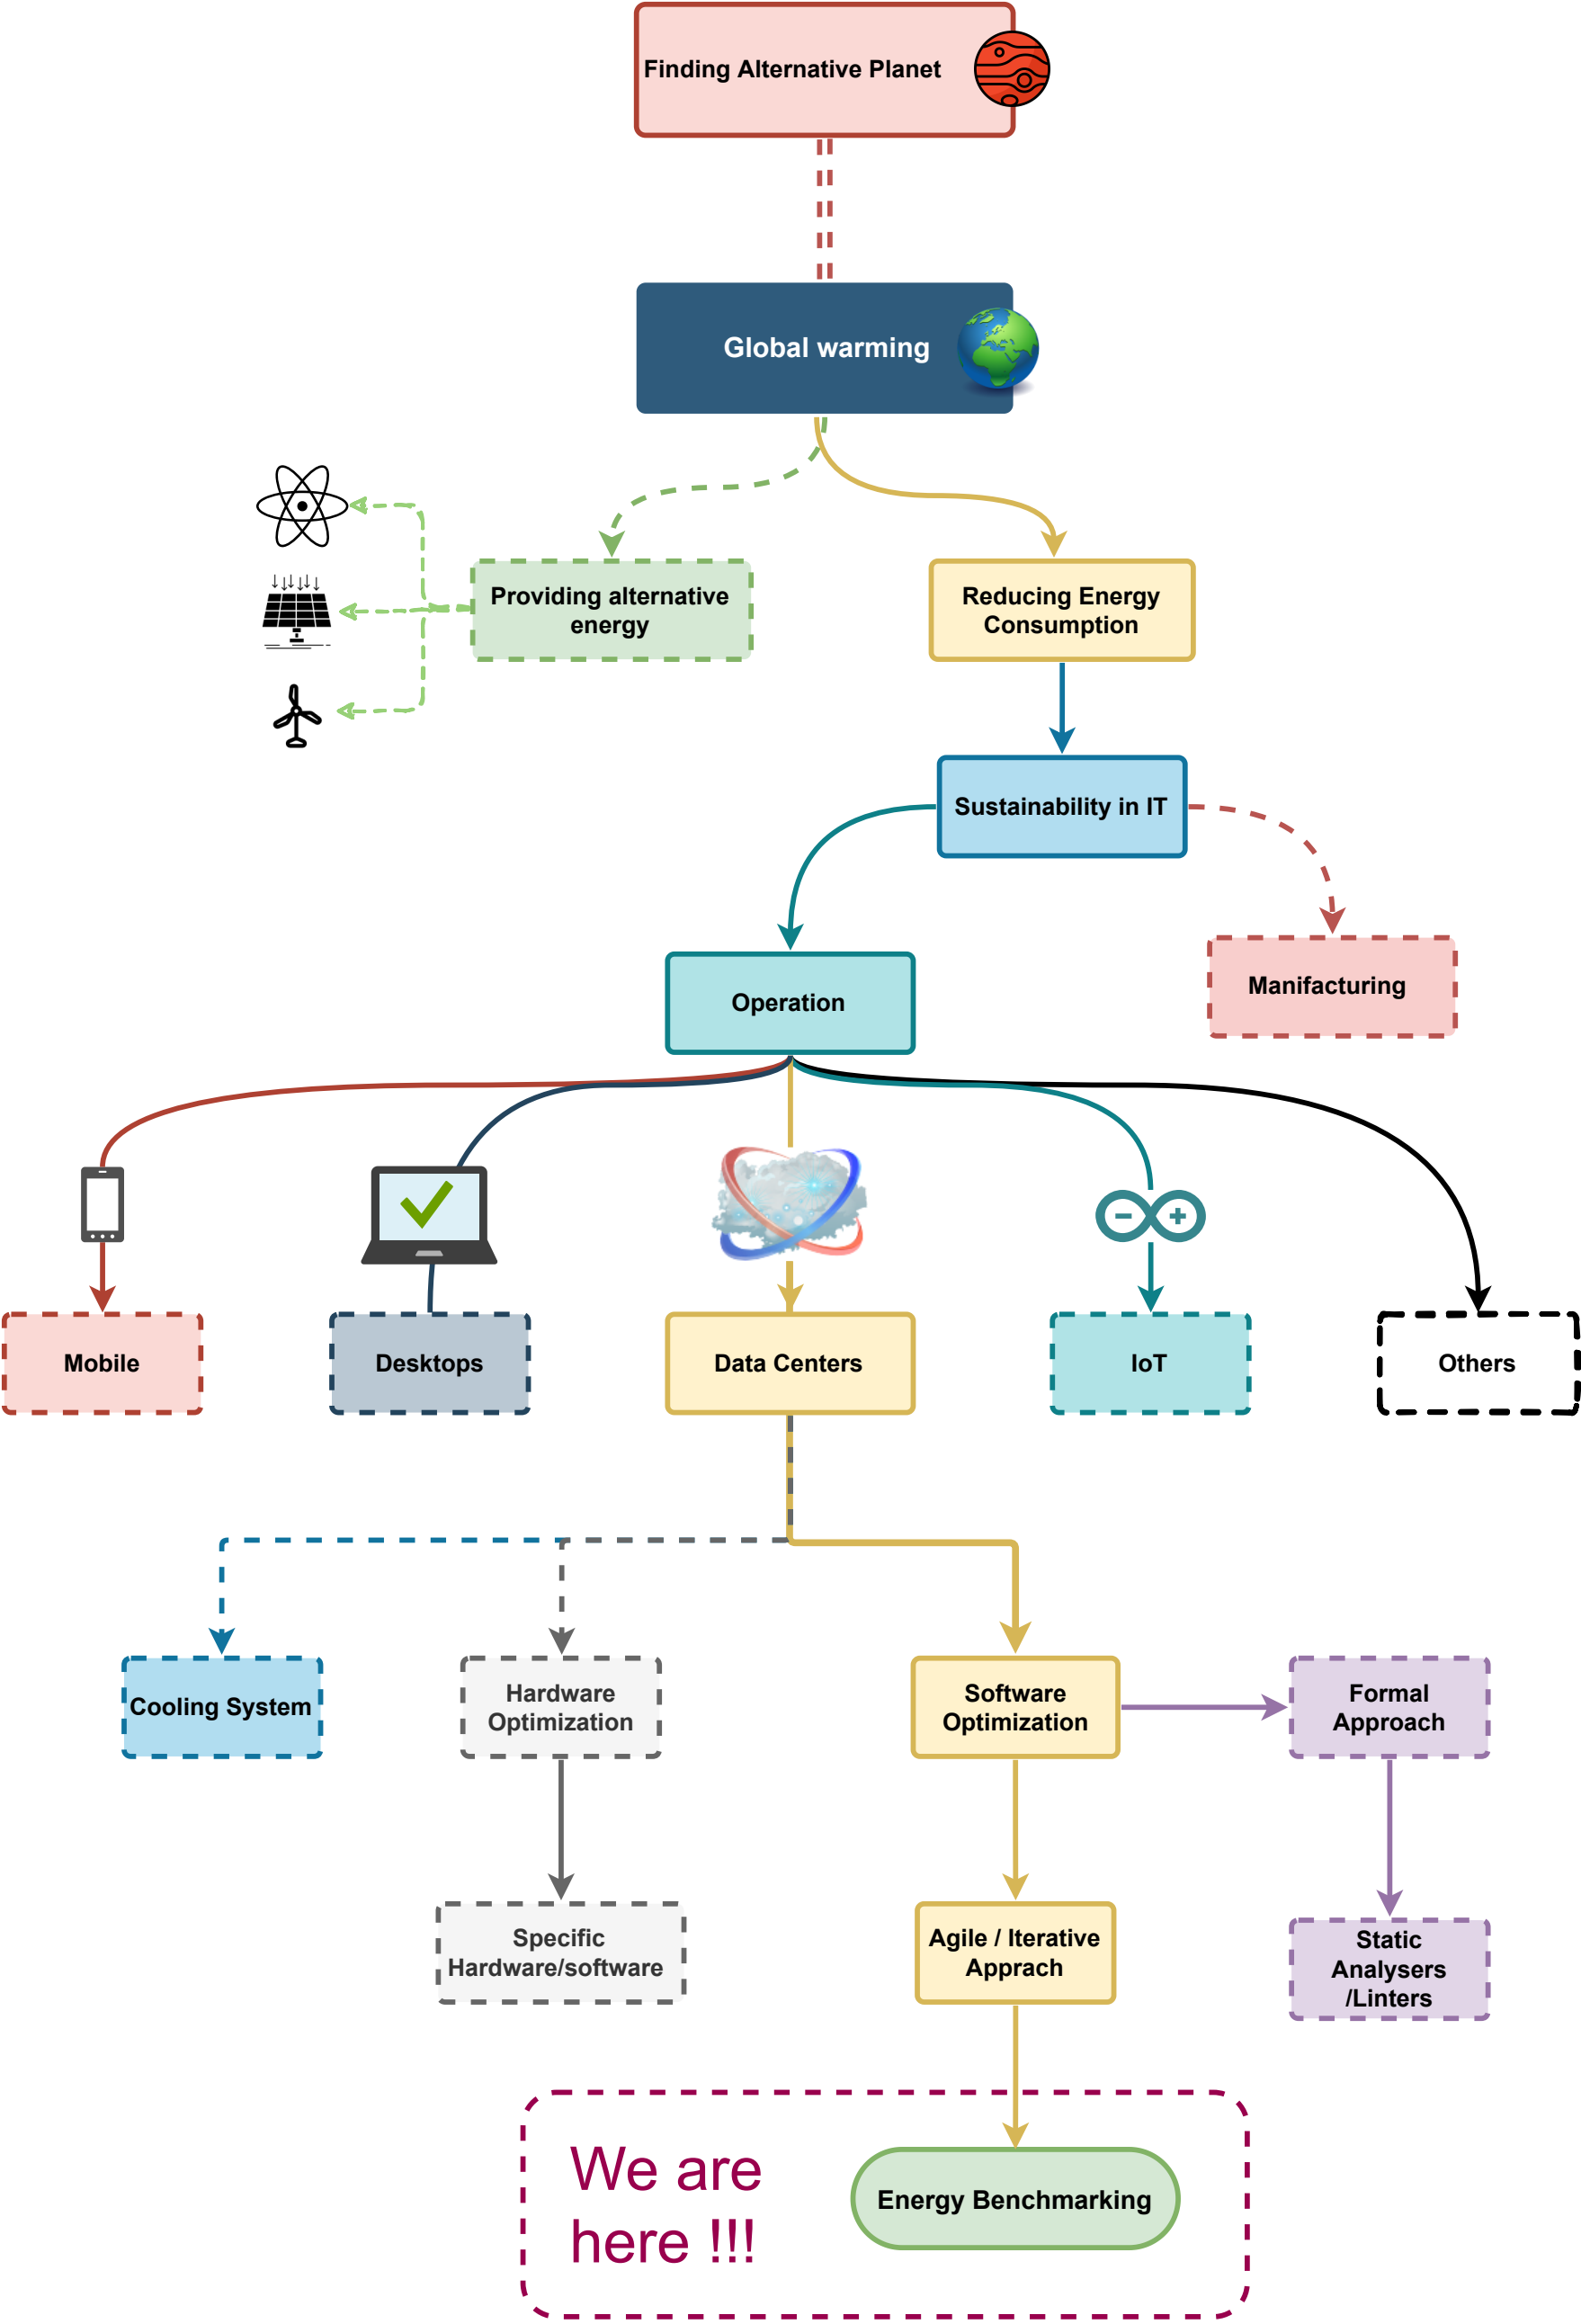 Finding Alternative Planet
Global warming
Providing alternative
energy
Reducing Energy
Consumption
Sustainability in IT
Manifacturing
Operation
Mobile
Desktops
Data Centers
IoT
Others
Cooling System
Hardware
Optimization
Software
Optimization
Formal
Approach
Specific
Hardware/software
Agile / Iterative
Apprach
Static
Analysers
/Linters
We are
here !!!
Energy Benchmarking